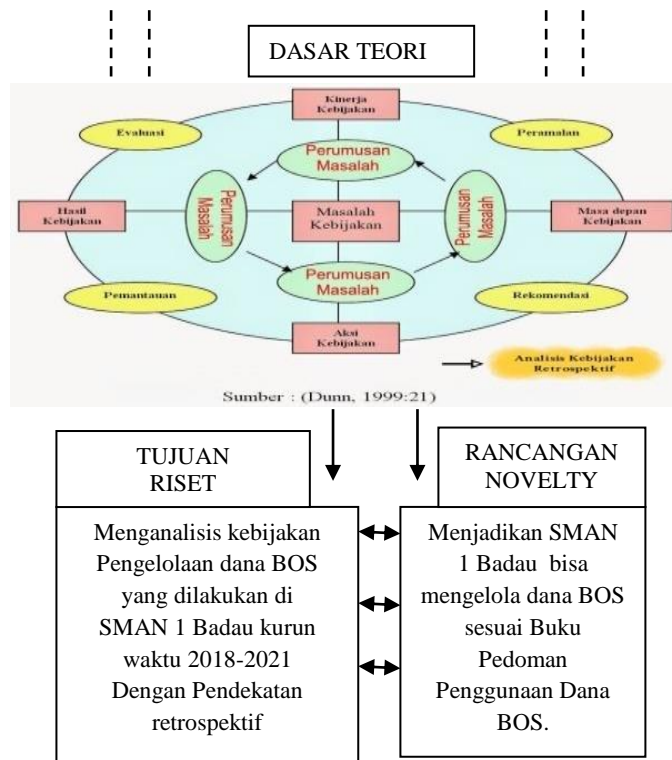 DASAR TEORI
Kinerja
Kebijakan
Evaluasi
Peramalan
Perumusan
Masalah
Hasil
Kebijakan
Perumusan
Masalah
Masalah
Kebijakan
Perumusan
Masalah
Masa depan
Kebijakan
Perumusan
Masalah
Pemantauan
Rekomendasi
Aksi
Kebijakan
Analisis Kebijakan
Retrospektif
Sumber : (Dunn, 1999:21)
TUJUAN
RISET
Menganalisis kebijakan
Pengelolaan dana BOS
yang dilakukan di
SMAN 1 Badau kurun
waktu 2018-2021
Dengan Pendekatan
retrospektif
RANCANGAN
NOVELTY
Menjadikan SMAN
1 Badau bisa
mengelola dana BOS
sesuai Buku
Pedoman
Penggunaan Dana
BOS.